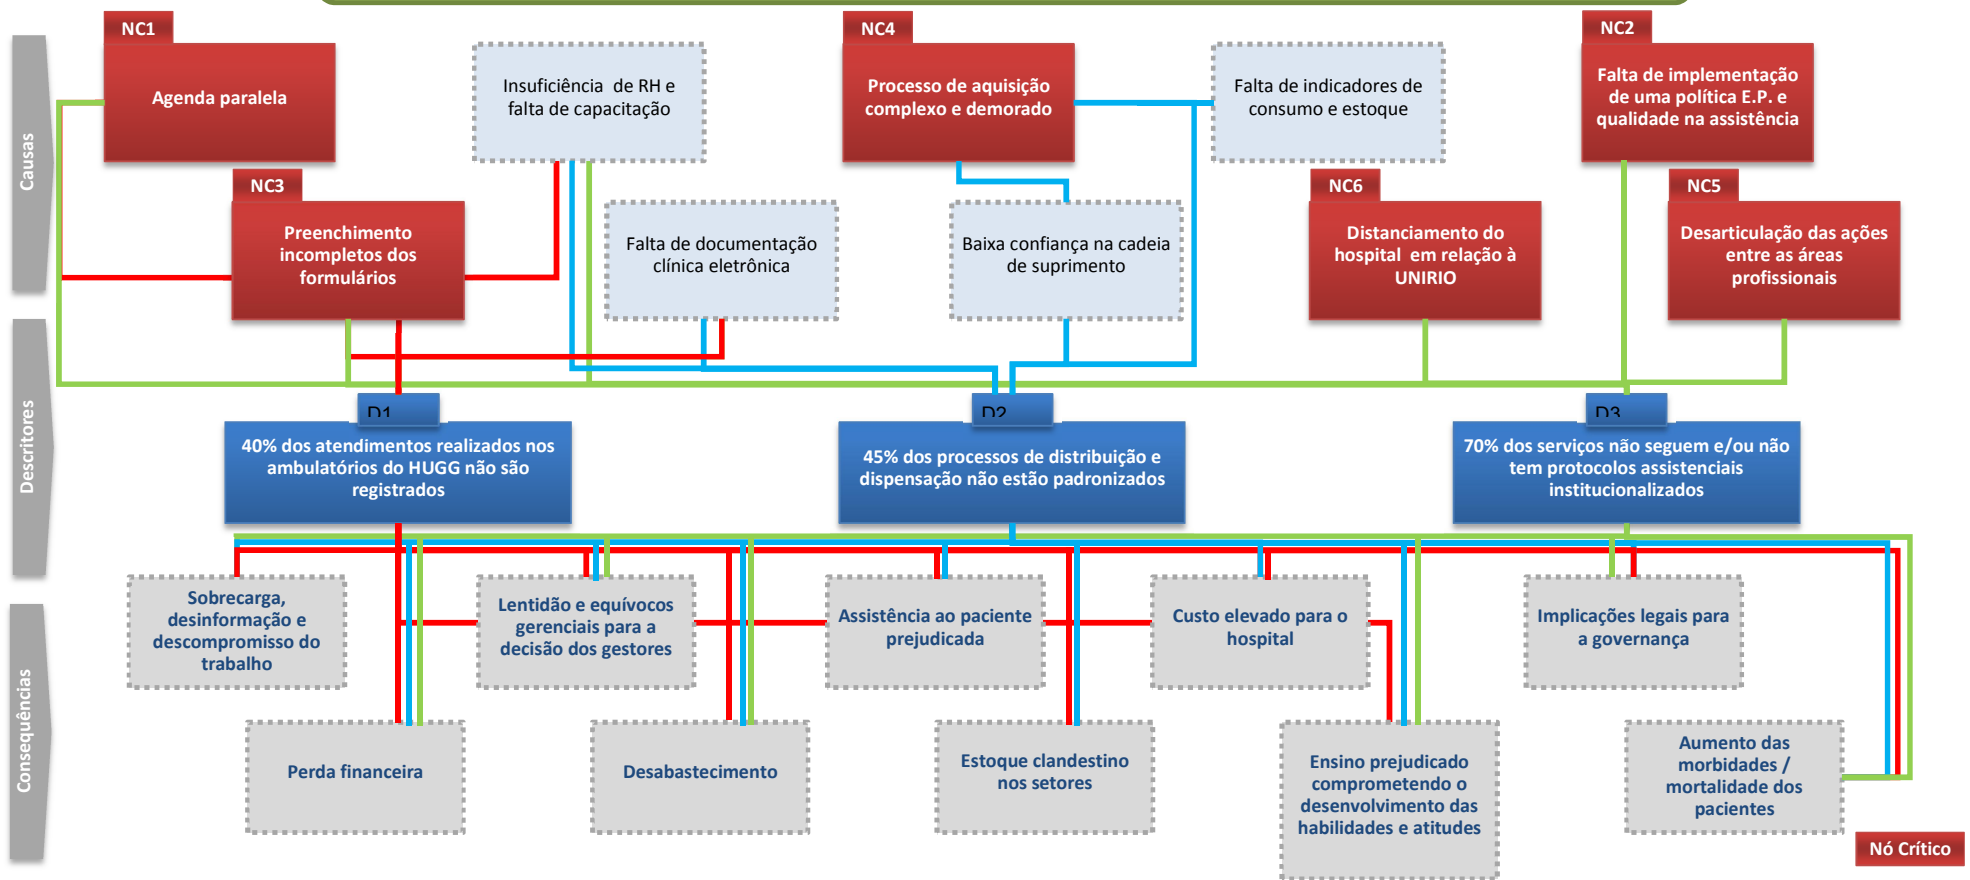 Causas
NC1
Agenda paralela
Insuficiência de RH e
falta de capacitação
NC4
Processo de aquisição
complexo e demorado
Falta de indicadores de
consumo e estoque
NC2
Falta de implementação
de uma política E.P. e
qualidade na assistência
NC3
Preenchimento
incompletos dos
formulários
Falta de documentação
clínica eletrônica
Baixa confiança na cadeia
de suprimento
NC6
Distanciamento do
hospital em relação à
UNIRIO
NC5
Desarticulação das ações
entre as áreas
profissionais
Descritores
D1
40% dos atendimentos realizados nos
ambulatórios do HUGG não são
registrados
D2
45% dos processos de distribuição e
dispensação não estão padronizados
D3
70% dos serviços não seguem e/ou não
tem protocolos assistenciais
institucionalizados
Consequências
Sobrecarga,
desinformação e
descompromisso do
trabalho
Lentidão e equívocos
gerenciais para a
decisão dos gestores
Assistência ao paciente
prejudicada
Custo elevado para o
hospital
Implicações legais para
a governança
Perda financeira
Desabastecimento
Estoque clandestino
nos setores
Ensino prejudicado
comprometendo o
desenvolvimento das
habilidades e atitudes
Aumento das
morbidades /
mortalidade dos
pacientes
Nó Crítico